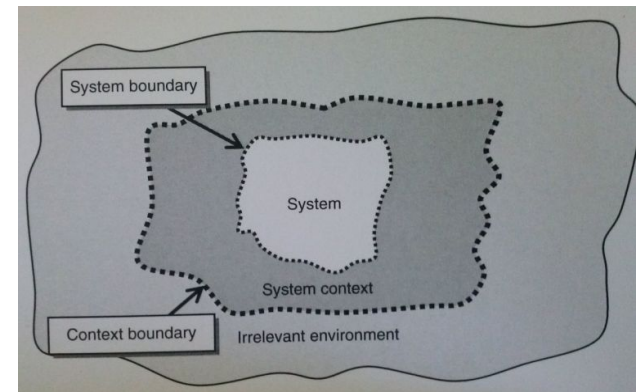 System boundary
System
System context
Context boundary
Irrelevant environment